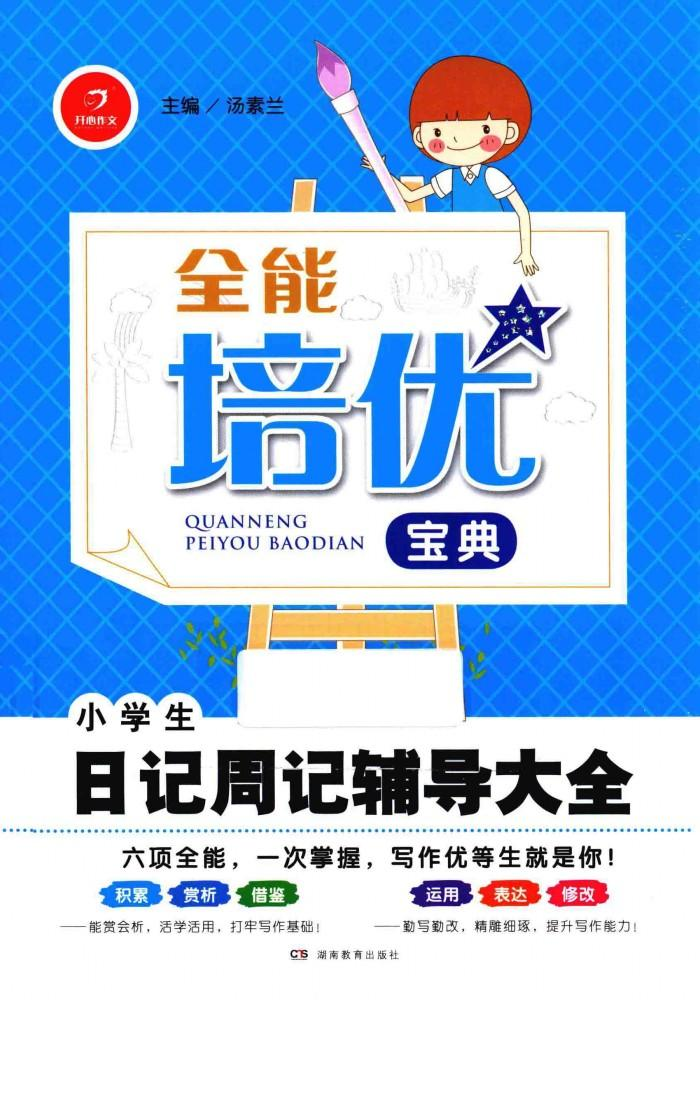 开心作文
主编／汤素兰
全能
培优
QUANNENG
PEIYOU BAODIAN
宝典
小学生
日记周记辅导大全
六项全能，一次掌握，写作优等生就是你！
积累 赏析 借鉴 运用 表达 修改
——能赏会析，活学活用，打牢写作基础！ ——勤写勤改，精雕细琢，提升写作能力！
湖南教育出版社